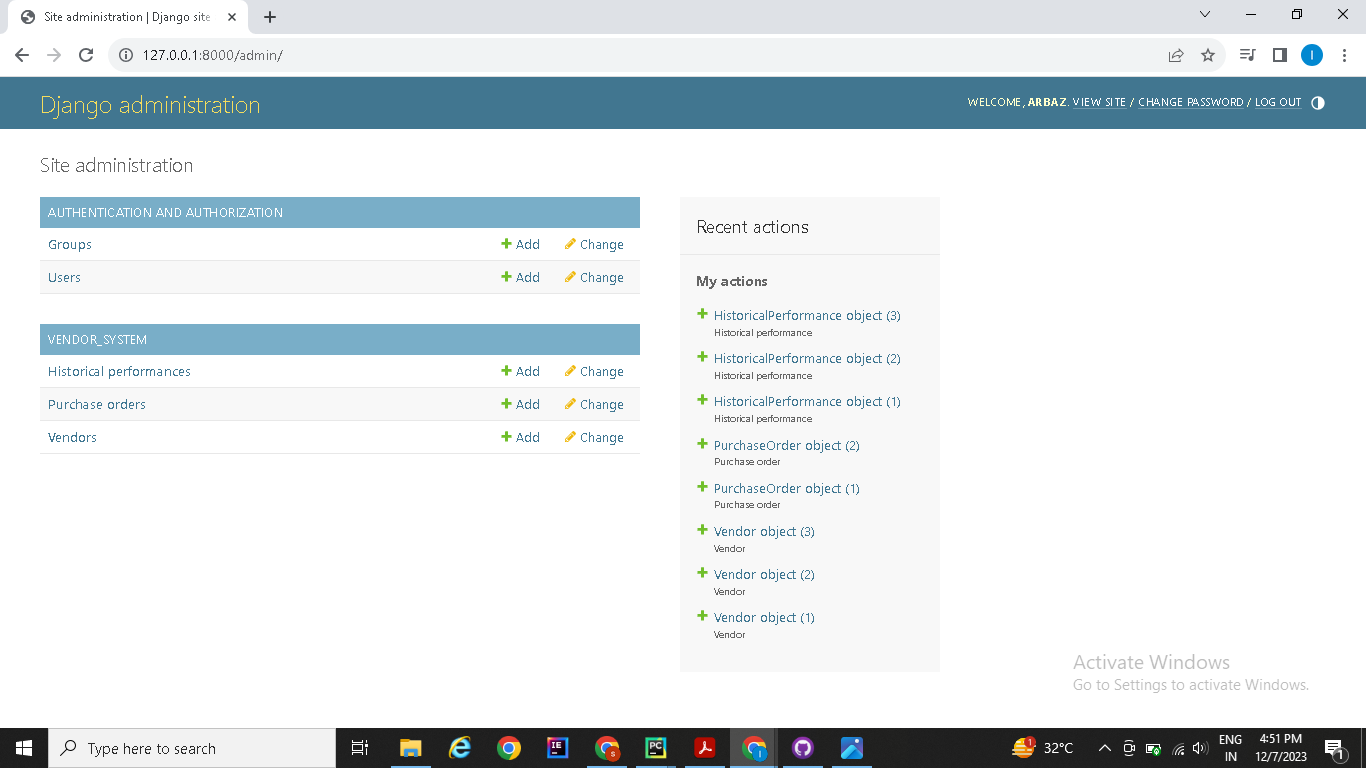 Site administration | Django site
127.0.0.1:8000/admin/
I
Django administration
WELCOME, ARBAZ. VIEW SITE / CHANGE PASSWORD / LOG OUT
Site administration
AUTHENTICATION AND AUTHORIZATION
Groups Add Change
Users Add Change
VENDOR_SYSTEM
Historical performances Add Change
Purchase orders Add Change
Vendors Add Change
Recent actions
My actions
HistoricalPerformance object (3)
Historical performance
HistoricalPerformance object (2)
Historical performance
HistoricalPerformance object (1)
Historical performance
PurchaseOrder object (2)
Purchase order
PurchaseOrder object (1)
Purchase order
Vendor object (3)
Vendor
Vendor object (2)
Vendor
Vendor object (1)
Vendor
Activate Windows
Go to Settings to activate Windows.
Type here to search
IE
S
PC
I
1
32°C
ENG
IN
4:51 PM
12/7/2023
1